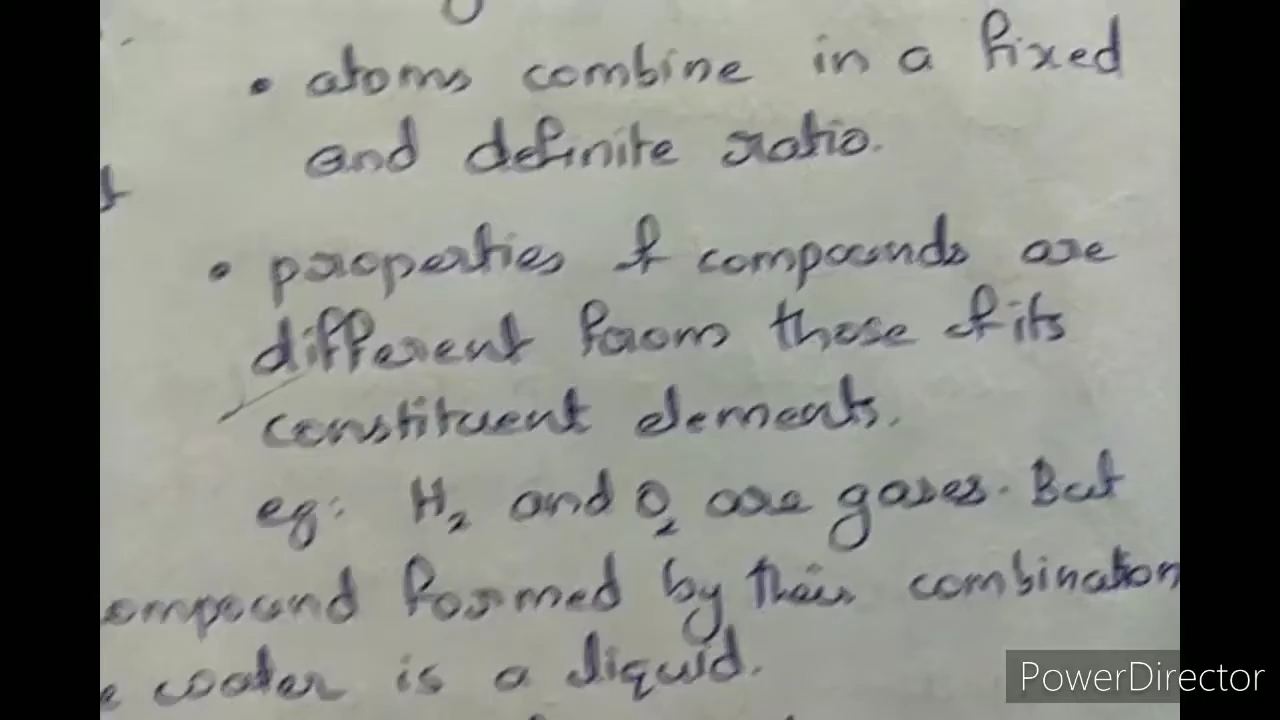 • atoms combine in a fixed
and definite ratio.
• properties of compounds are
different from those of its
constituent elements.
eg: H₂ and O₂ are gases. But
ompound formed by their combination
e water is a liquid.
PowerDirector